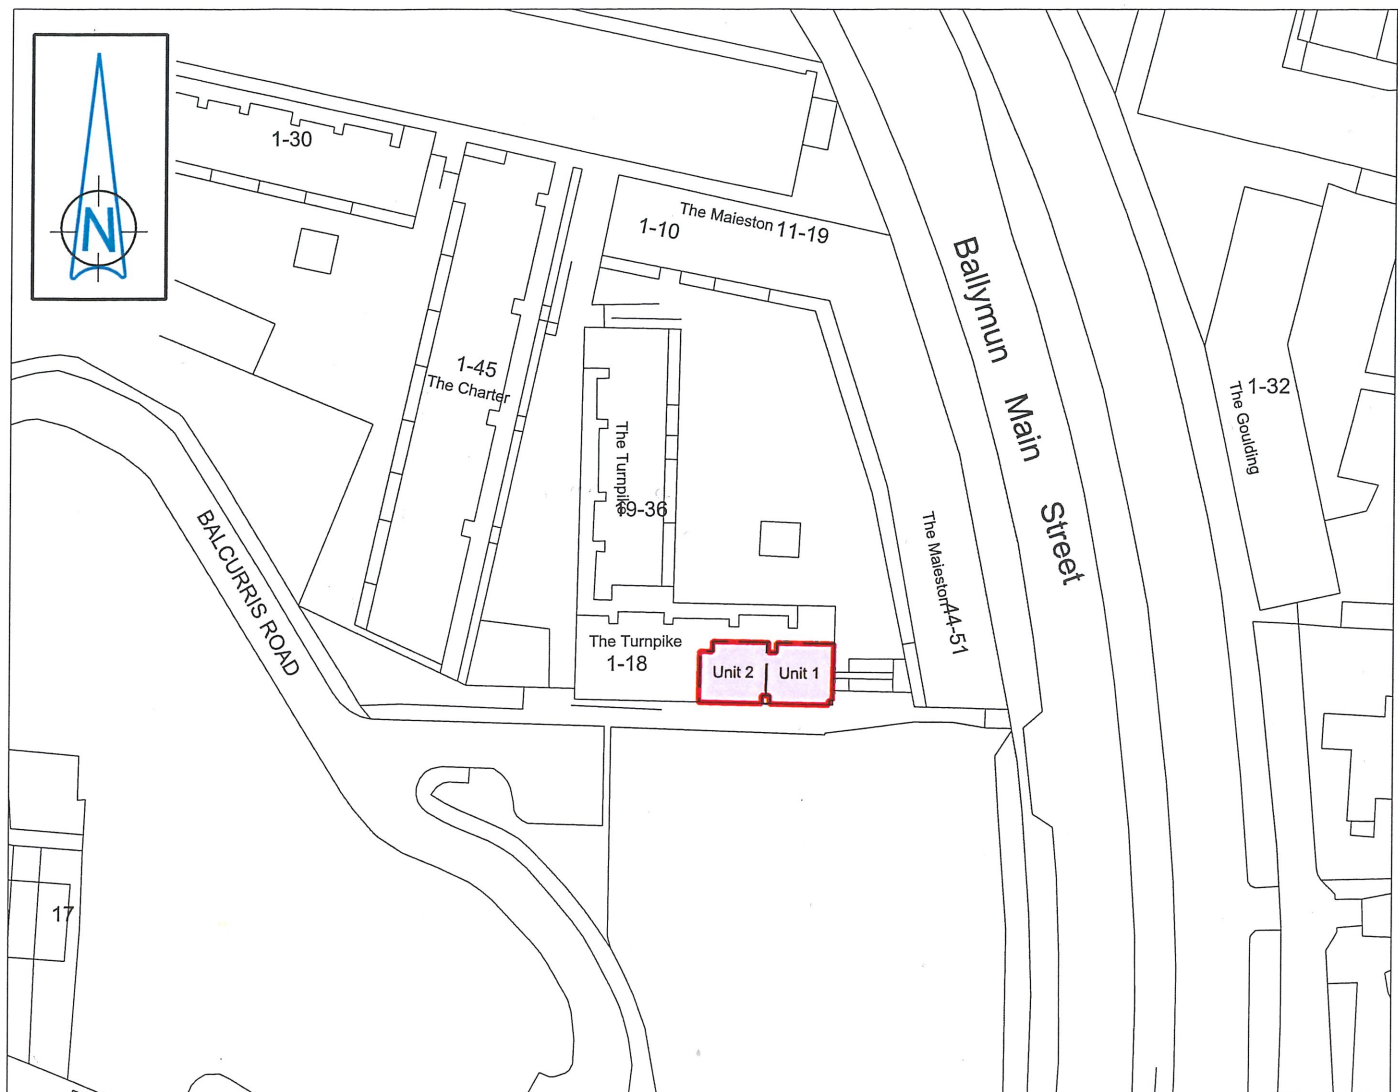 N
1-30
The Maieston 11-19
1-10
Ballymun Main Street
1-45
The Charter
1-32
The Goulding
The Turnpike
19-36
BALCURRIS ROAD
The Maieston
44-51
The Turnpike
1-18
Unit 2
Unit 1
17